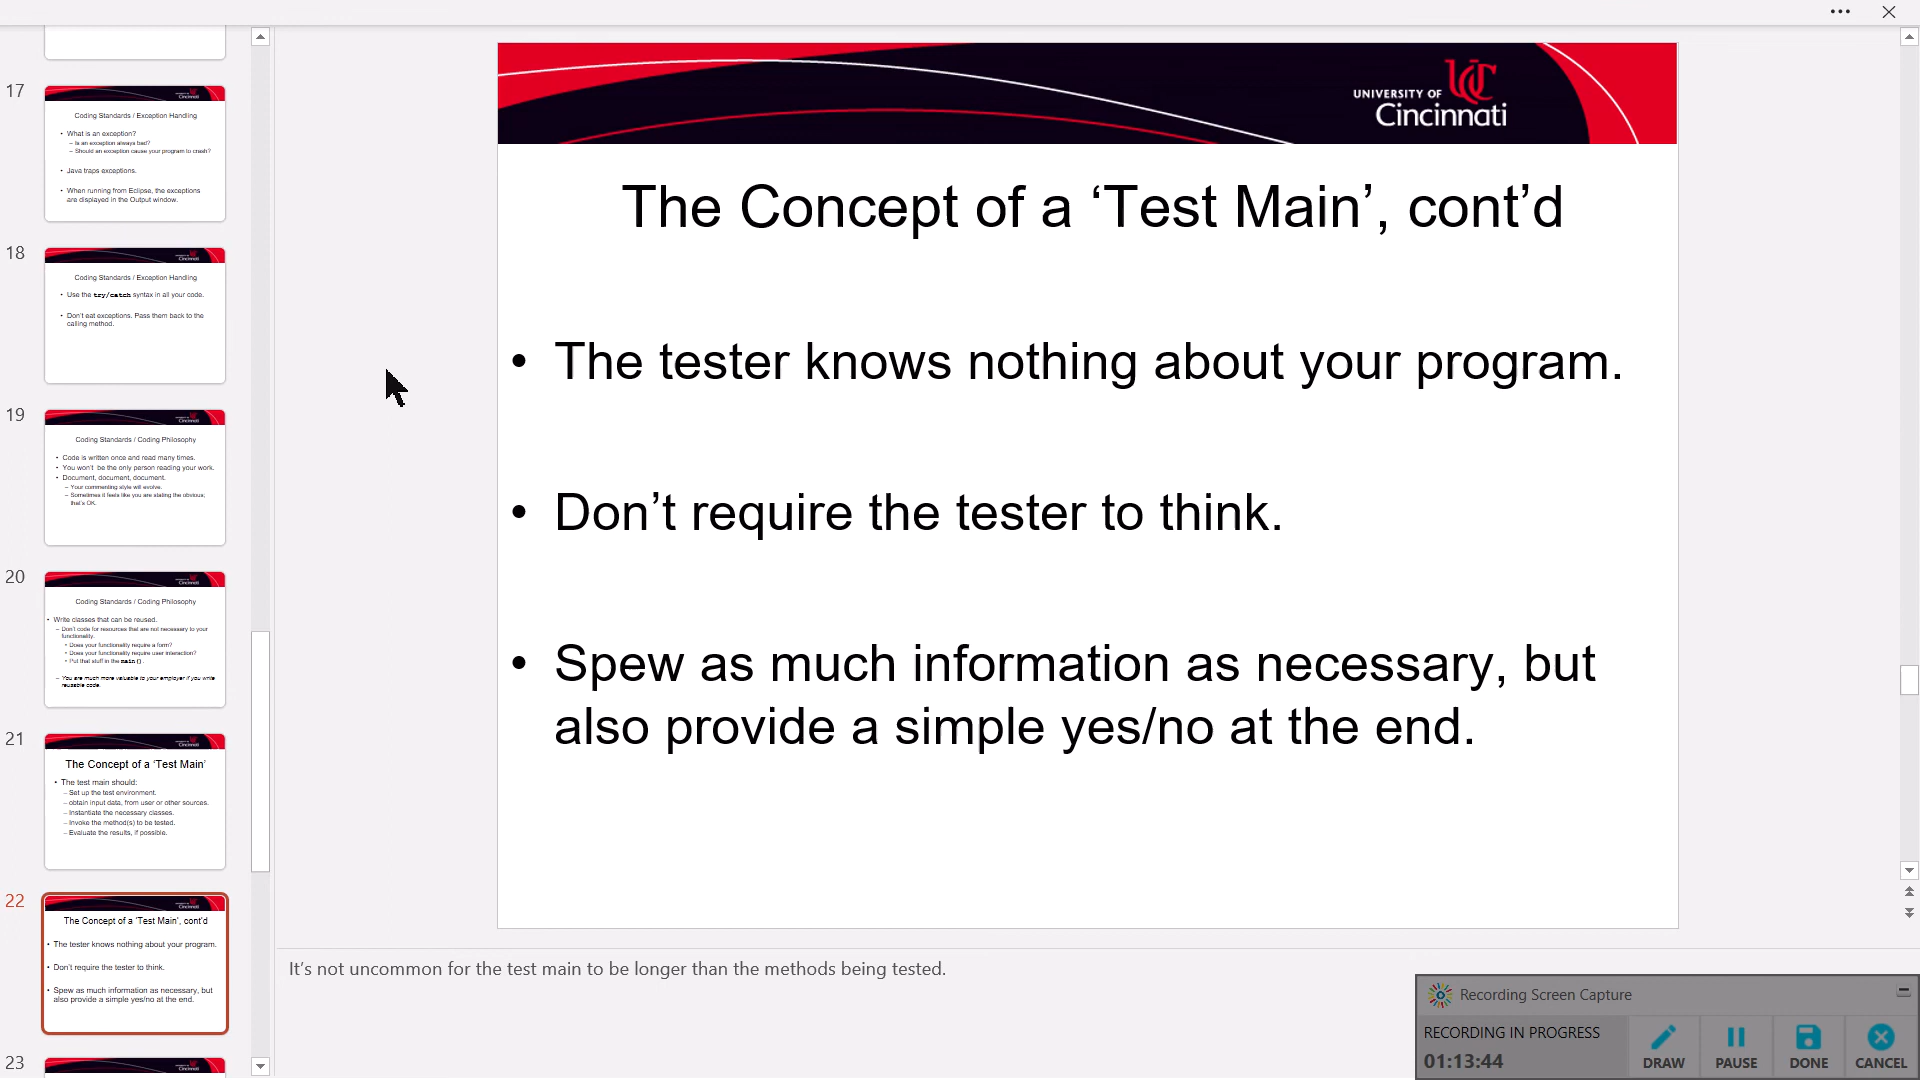 17
Coding Standards / Exception Handling
• What is an exception?
– Is an exception always bad?
– Should an exception cause your program to crash?
• Java traps exceptions.
• When running from Eclipse, the exceptions
are displayed in the Output window.
18
Coding Standards / Exception Handling
• Use the try/catch syntax in all your code.
• Don't eat exceptions. Pass them back to the
calling method.
19
Coding Standards / Coding Philosophy
• Code is written once and read many times.
• You won't be the only person reading your work.
• Document, document, document.
– Your commenting style will evolve.
– Sometimes it feels like you are stating the obvious;
that's OK.
20
Coding Standards / Coding Philosophy
• Write classes that can be reused.
– Don't code for resources that are not necessary to your
functionality.
• Does your functionality require a form?
• Does your functionality require user interaction?
• Put that stuff in the main().
– You are much more valuable to your employer if you write
reusable code.
21
The Concept of a 'Test Main'
• The test main should:
– Set up the test environment.
– obtain input data, from user or other sources.
– Instantiate the necessary classes.
– Invoke the method(s) to be tested.
– Evaluate the results, if possible.
22
The Concept of a 'Test Main', cont'd
• The tester knows nothing about your program.
• Don't require the tester to think.
• Spew as much information as necessary, but
also provide a simple yes/no at the end.
23
UNIVERSITY OF
Cincinnati
The Concept of a ‘Test Main’, cont’d
• The tester knows nothing about your program.
• Don’t require the tester to think.
• Spew as much information as necessary, but
also provide a simple yes/no at the end.
It’s not uncommon for the test main to be longer than the methods being tested.
Recording Screen Capture
RECORDING IN PROGRESS
01:13:44
DRAW PAUSE DONE CANCEL